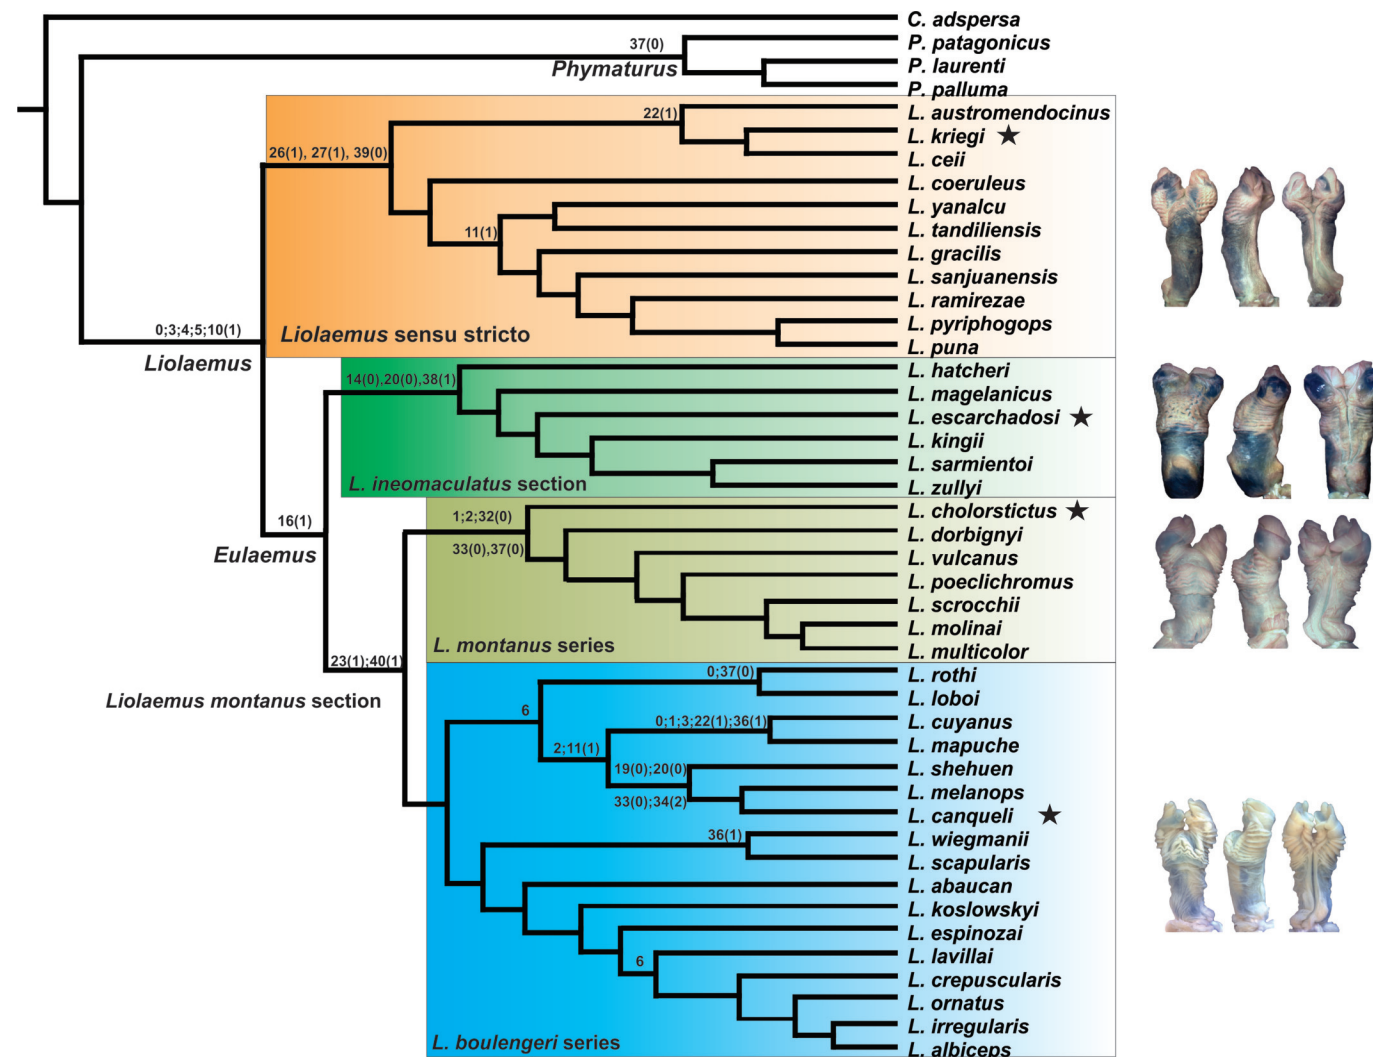 C. adspersa
37(0)
P. patagonicus
Phymaturus
P. laurenti
P. palluma
22(1)
L. austromendocinus
L. kriegi ★
26(1), 27(1), 39(0)
L. ceii
L. coeruleus
L. yanalcu
11(1)
L. tandiliensis
L. gracilis
L. sanjuanensis
L. ramirezae
0;3;4;5;10(1)
Liolaemus sensu stricto
L. pyriphogops
L. puna
Liolaemus
14(0),20(0),38(1)
L. hatcheri
L. magelanicus
L. escarchadosi ★
L. kingii
L. sarmientoi
L. ineomaculatus section
L. zullyi
16(1)
1;2;32(0)
L. cholorstictus ★
Eulaemus
33(0),37(0)
L. dorbignyi
L. vulcanus
L. poeclichromus
L. scrocchii
L. molinai
L. montanus series
L. multicolor
23(1);40(1)
0;37(0)
L. rothi
Liolaemus montanus section
L. loboi
6
0;1;3;22(1);36(1)
L. cuyanus
2;11(1)
L. mapuche
19(0);20(0)
L. shehuen
L. melanops
33(0);34(2)
L. canqueli ★
36(1)
L. wiegmanii
L. scapularis
L. abaucan
L. koslowskyi
L. espinozai
6
L. lavillai
L. crepuscularis
L. ornatus
L. irregularis
L. boulengeri series
L. albiceps